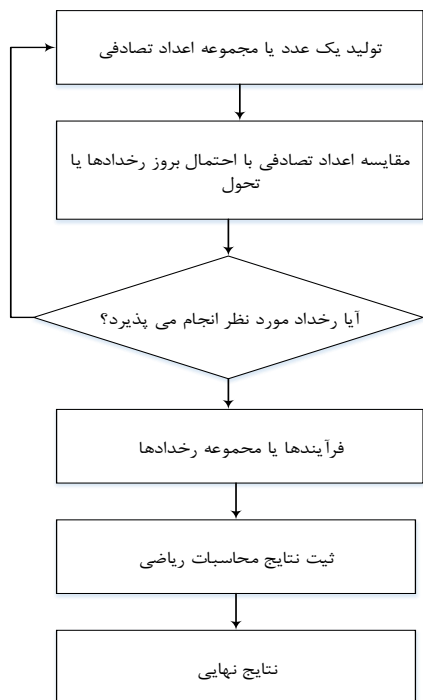 تولید یک عدد یا مجموعه اعداد تصادفی
مقایسه اعداد تصادفی با احتمال بروز رخدادها یا
تحول
آیا رخداد مورد نظر انجام می پذیرد؟
فرآیندها یا محموعه رخدادها
ثیت نتایج محاسبات ریاضی
نتایج نهایی